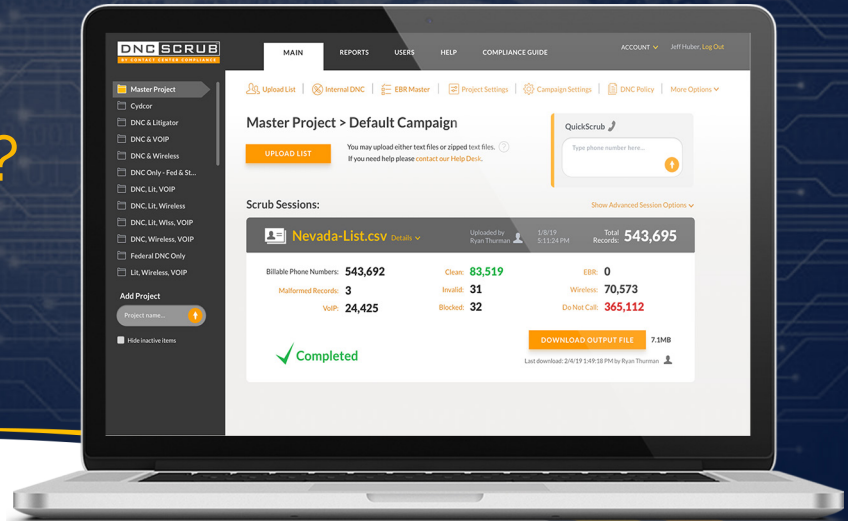 ?
DNC SCRUB
BY CONTACT CENTER COMPLIANCE
MAIN
REPORTS
USERS
HELP
COMPLIANCE GUIDE
ACCOUNT
Jeff Huber, Log Out
Master Project
Cydcor
DNC & Litigator
DNC & VOIP
DNC & Wireless
DNC Only - Fed & St...
DNC, Lit, VOIP
DNC, Lit, Wireless
DNC, Lit, Wlss, VOIP
DNC, Wireless, VOIP
Federal DNC Only
Lit, Wireless, VOIP
Add Project
Project name...
Hide inactive items
Upload List | Internal DNC | EBR Master | Project Settings | Campaign Settings | DNC Policy | More Options
Master Project > Default Campaign
UPLOAD LIST
You may upload either text files or zipped text files. ?
If you need help please contact our Help Desk.
QuickScrub
Type phone number here...
Scrub Sessions:
Show Advanced Session Options
Nevada-List.csv Details
Uploaded by
Ryan Thurman
1/8/19
5:11:24 PM
Total
Records: 543,695
Billable Phone Numbers: 543,692
Clean: 83,519
EBR: 0
Malformed Records: 3
Invalid: 31
Wireless: 70,573
VoIP: 24,425
Blocked: 32
Do Not Call: 365,112
Completed
DOWNLOAD OUTPUT FILE 7.1MB
Last download: 2/4/19 1:49:18 PM by Ryan Thurman